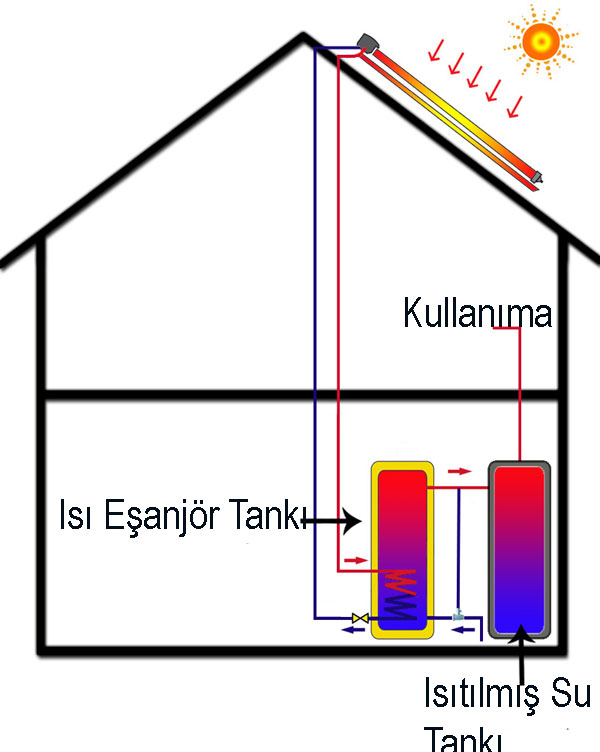 Kullanıma
Isı Eşanjör Tankı
Isıtılmış Su
Tankı